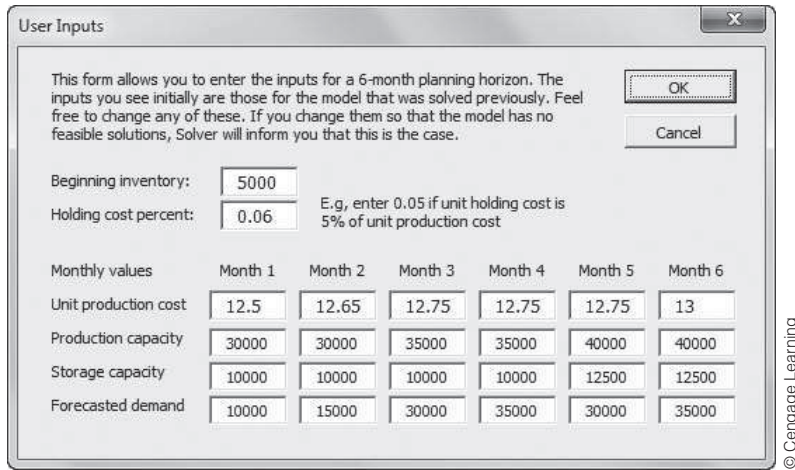 User Inputs
This form allows you to enter the inputs for a 6-month planning horizon. The
inputs you see initially are those for the model that was solved previously. Feel
free to change any of these. If you change them so that the model has no
feasible solutions, Solver will inform you that this is the case.
OK
Cancel
Beginning inventory: 5000
Holding cost percent: 0.06
E.g, enter 0.05 if unit holding cost is
5% of unit production cost
Monthly values Month 1 Month 2 Month 3 Month 4 Month 5 Month 6
Unit production cost 12.5 12.65 12.75 12.75 12.75 13
Production capacity 30000 30000 35000 35000 40000 40000
Storage capacity 10000 10000 10000 10000 12500 12500
Forecasted demand 10000 15000 30000 35000 30000 35000
© Cengage Learning